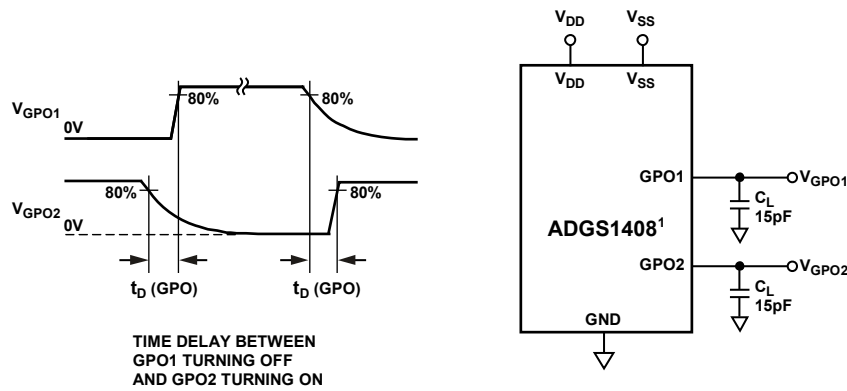 V_GPO1
0V
80%
80%
V_GPO2
0V
80%
80%
t_D (GPO)
t_D (GPO)
TIME DELAY BETWEEN
GPO1 TURNING OFF
AND GPO2 TURNING ON
V_DD
V_SS
V_DD
V_SS
GPO1
V_GPO1
C_L
15pF
ADGS1408¹
GPO2
V_GPO2
C_L
15pF
GND